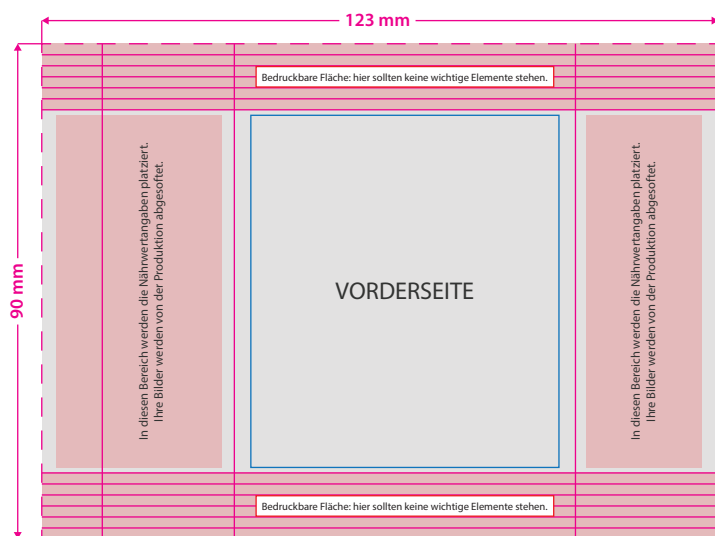 123 mm
Bedruckbare Fläche: hier sollten keine wichtige Elemente stehen.
90 mm
In diesen Bereich werden die Nährwertangaben platziert.
Ihre Bilder werden von der Produktion abgesoftet.
VORDERSEITE
In diesen Bereich werden die Nährwertangaben platziert.
Ihre Bilder werden von der Produktion abgesoftet.
Bedruckbare Fläche: hier sollten keine wichtige Elemente stehen.